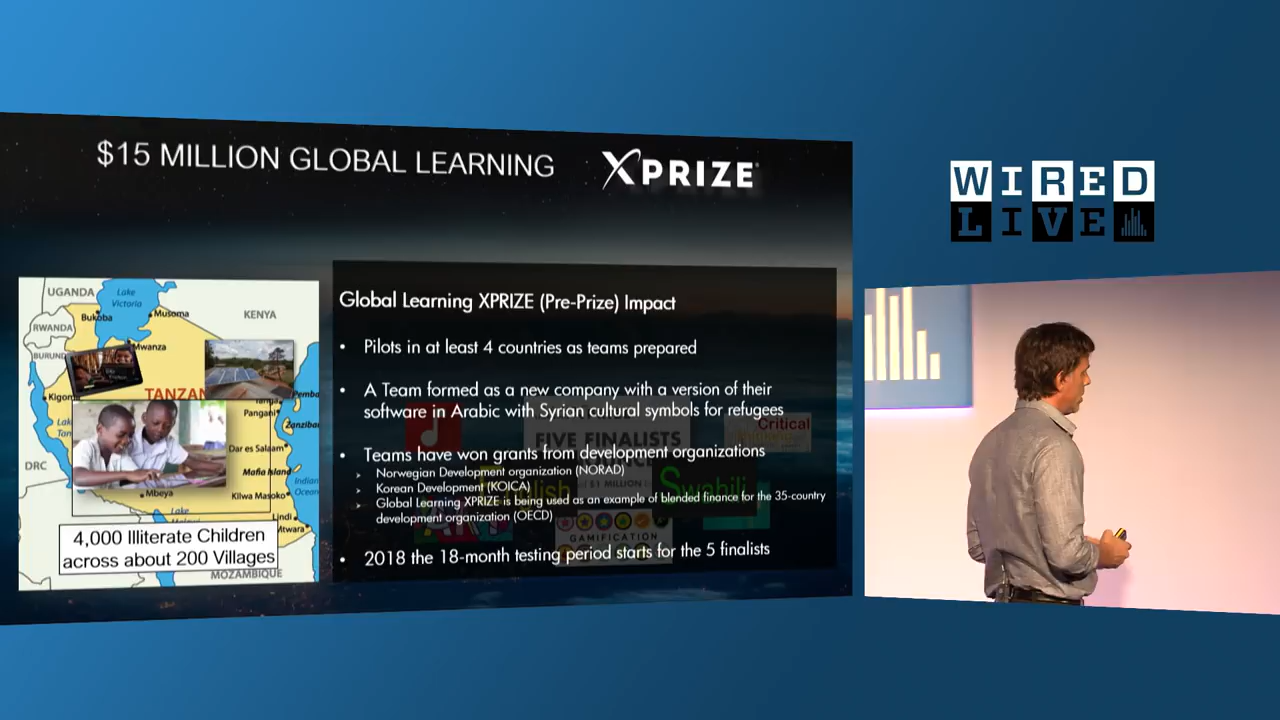 $15 MILLION GLOBAL LEARNING
XPRIZE
WIRED
LIVE
UGANDA
Lake
Victoria
Bukoba
Musoma
KENYA
RWANDA
Mwanza
TANZAN
Kigom
Pemba
Pangani
Zanzibar
Dar es Salaam
Mafia Island
DRC
Mbeya
Kilwa Masoko
Indian
Ocean
Lindi
Mtwara
MOZAMBIQUE
4,000 Illiterate Children
across about 200 Villages
Global Learning XPRIZE (Pre-Prize) Impact
• Pilots in at least 4 countries as teams prepared
• A Team formed as a new company with a version of their
software in Arabic with Syrian cultural symbols for refugees
• Teams have won grants from development organizations
Norwegian Development organization (NORAD)
Korean Development (KOICA)
Global Learning XPRIZE is being used as an example of blended finance for the 35-country
development organization (OECD)
• 2018 the 18-month testing period starts for the 5 finalists
Critical
FIVE FINALISTS
$1 MILLION
English
Swahili
GAMIFICATION